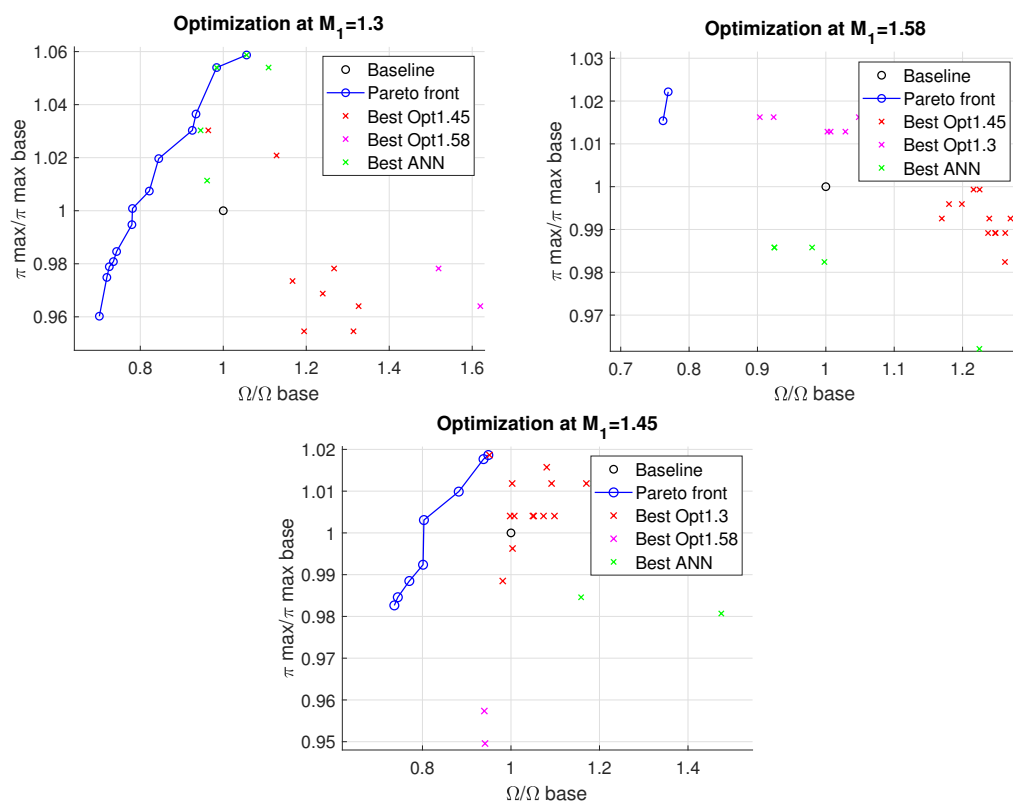 Optimization at M_1=1.3
1.06
1.04
1.02
1
0.98
0.96
π max/π max base
Baseline
Pareto front
Best Opt1.45
Best Opt1.58
Best ANN
0.8 1 1.2 1.4 1.6
Ω/Ω base
Optimization at M_1=1.58
1.03
1.02
1.01
1
0.99
0.98
0.97
π max/π max base
Baseline
Pareto front
Best Opt1.45
Best Opt1.3
Best ANN
0.7 0.8 0.9 1 1.1 1.2
Ω/Ω base
Optimization at M_1=1.45
1.02
1.01
1
0.99
0.98
0.97
0.96
0.95
π max/π max base
Baseline
Pareto front
Best Opt1.3
Best Opt1.58
Best ANN
0.8 1 1.2 1.4
Ω/Ω base